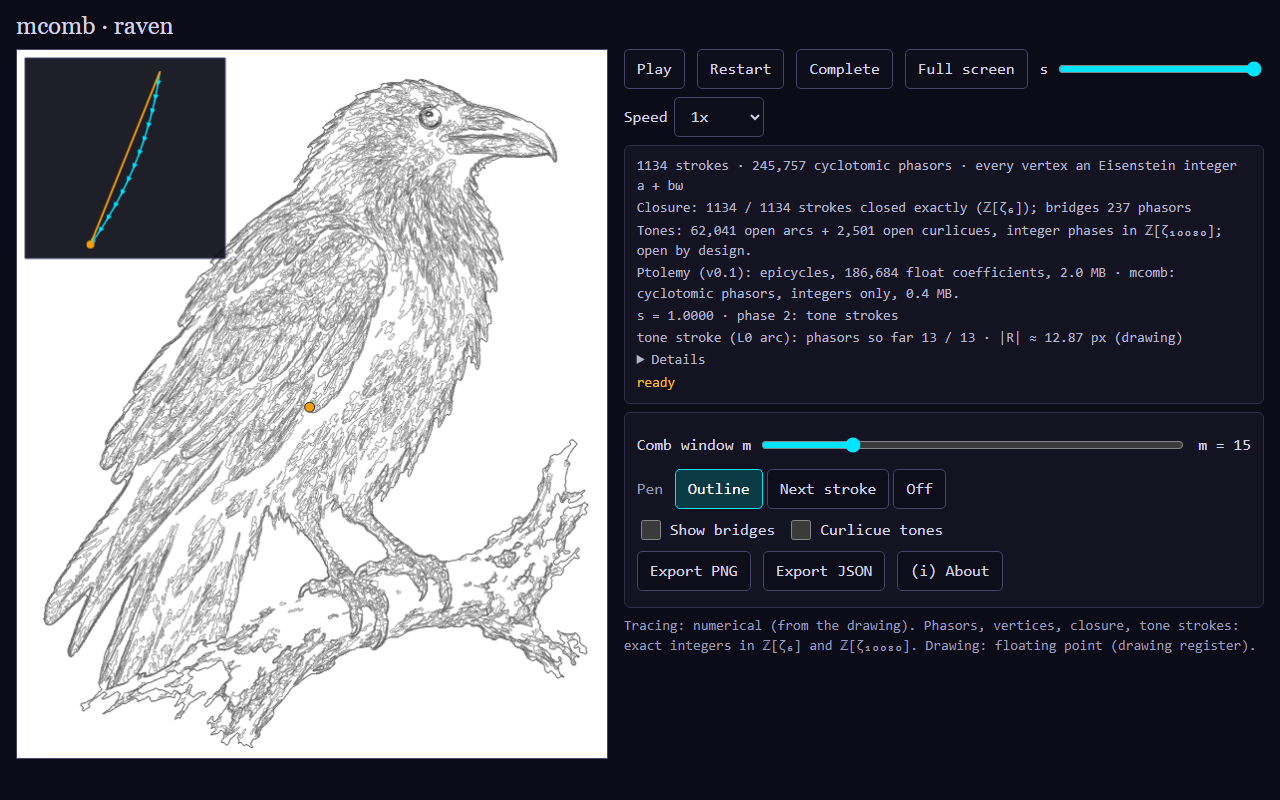 mcomb · raven
Play
Restart
Complete
Full screen
s
Speed
1x
1134 strokes · 245,757 cyclotomic phasors · every vertex an Eisenstein integer
a + bω
Closure: 1134 / 1134 strokes closed exactly (ℤ[ζ₆]); bridges 237 phasors
Tones: 62,041 open arcs + 2,501 open curlicues, integer phases in ℤ[ζ₁₀₀₈₀];
open by design.
Ptolemy (v0.1): epicycles, 186,684 float coefficients, 2.0 MB · mcomb:
cyclotomic phasors, integers only, 0.4 MB.
s = 1.0000 · phase 2: tone strokes
tone stroke (L0 arc): phasors so far 13 / 13 · |R| ≈ 12.87 px (drawing)
▶ Details
ready
Comb window m
m = 15
Pen
Outline
Next stroke
Off
Show bridges
Curlicue tones
Export PNG
Export JSON
(i) About
Tracing: numerical (from the drawing). Phasors, vertices, closure, tone strokes:
exact integers in ℤ[ζ₆] and ℤ[ζ₁₀₀₈₀]. Drawing: floating point (drawing register).